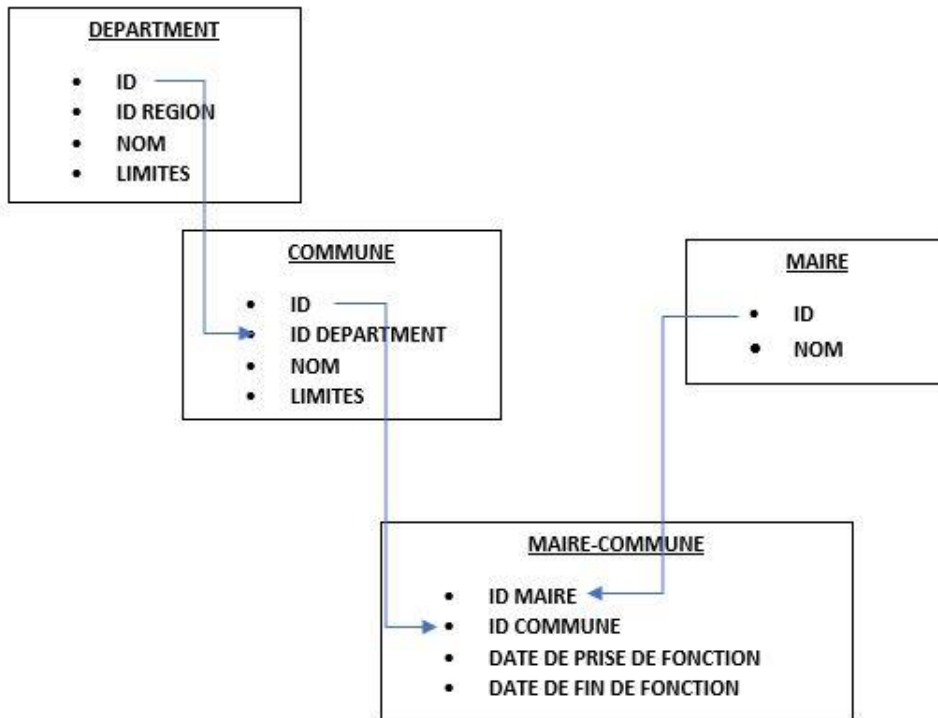 DEPARTMENT
• ID
• ID REGION
• NOM
• LIMITES
COMMUNE
• ID
• ID DEPARTMENT
• NOM
• LIMITES
MAIRE
• ID
• NOM
MAIRE-COMMUNE
• ID MAIRE
• ID COMMUNE
• DATE DE PRISE DE FONCTION
• DATE DE FIN DE FONCTION